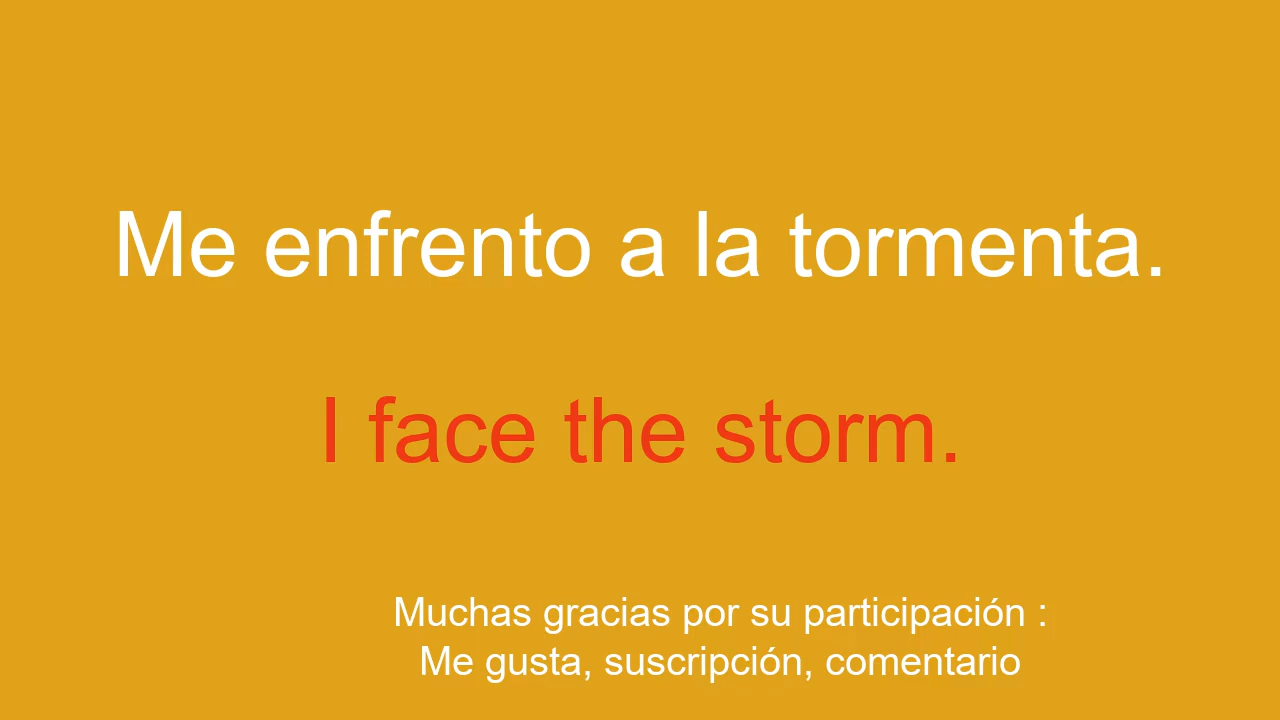 Me enfrento a la tormenta.
I face the storm.
Muchas gracias por su participación :
Me gusta, suscripción, comentario